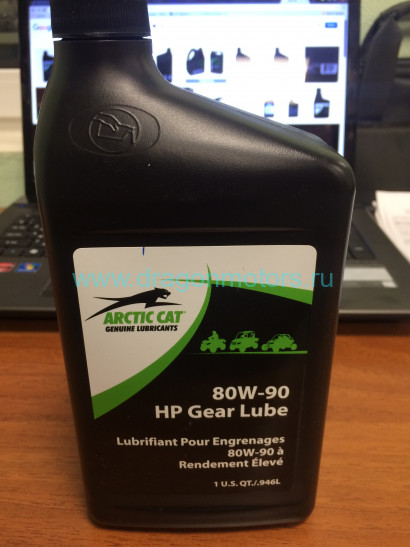 www.dragonmotors.ru
ARCTIC CAT
GENUINE LUBRICANTS
80W-90
HP Gear Lube
Lubrifiant Pour Engrenages
80W-90 à
Rendement Élevé
1 U.S. QT./.946L